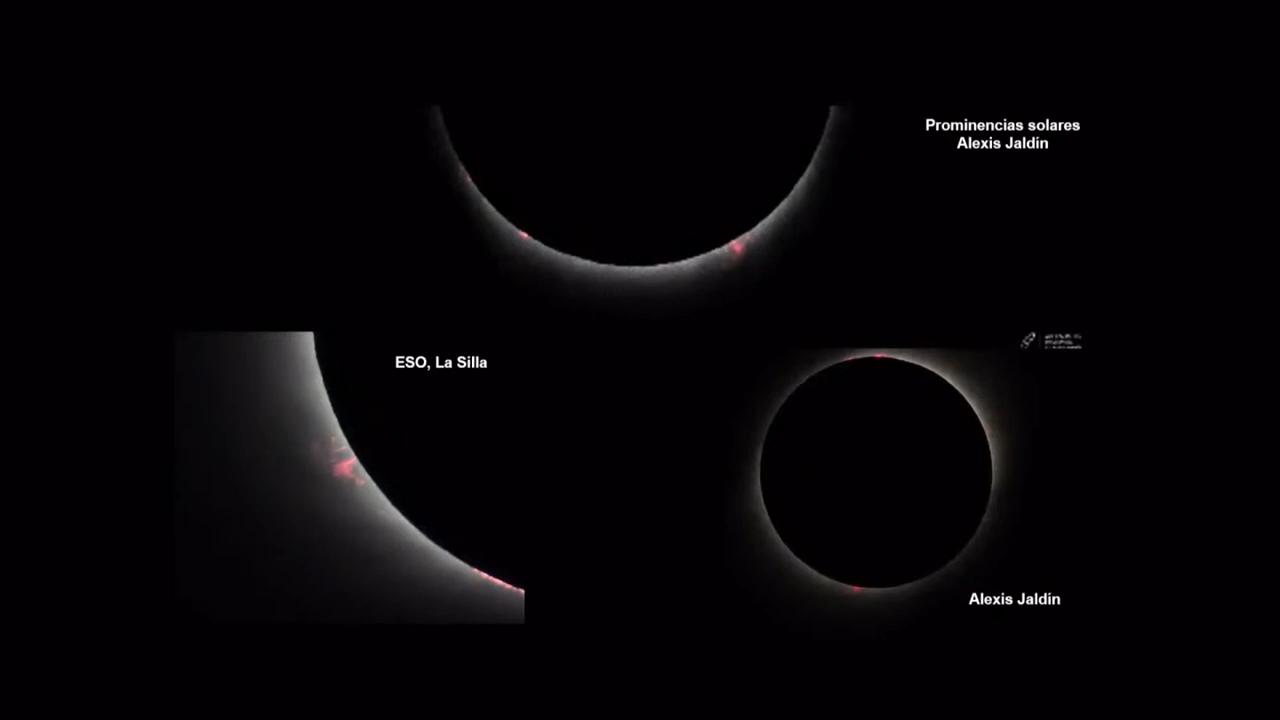 Prominencias solares
Alexis Jaldín
ESO, La Silla
Alexis Jaldín